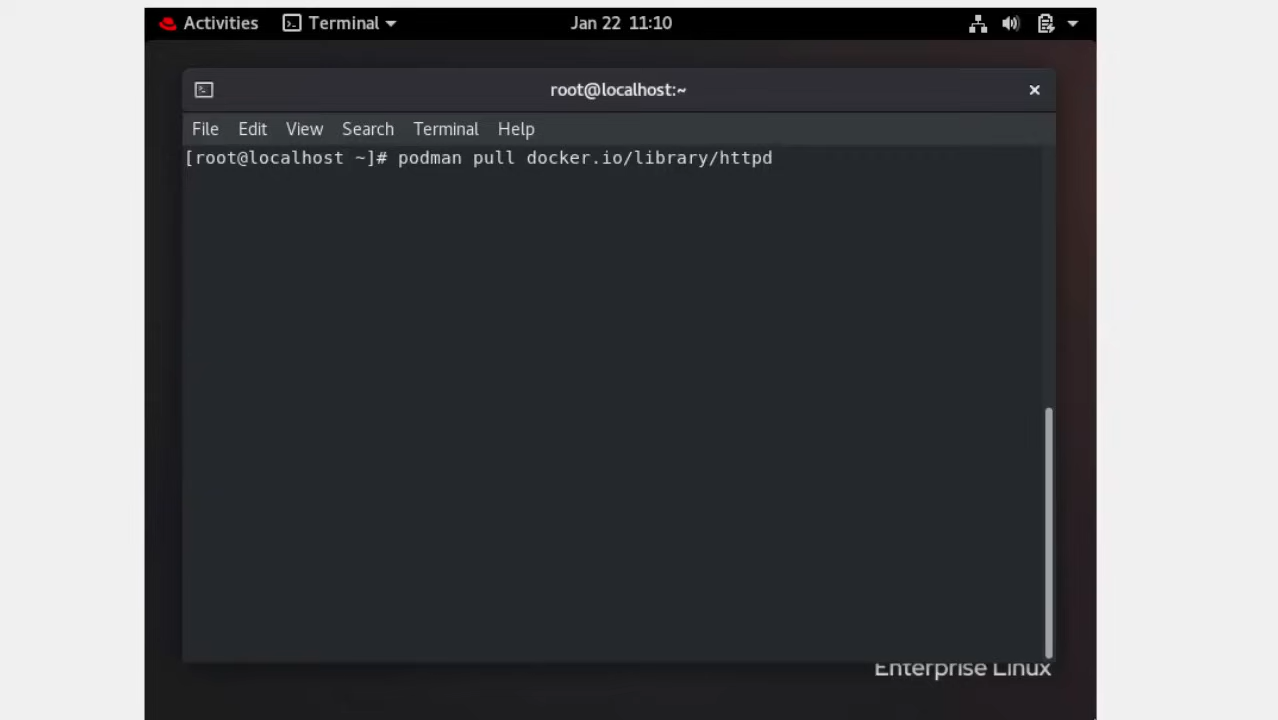 Activities Terminal Jan 22 11:10
root@localhost:~
File Edit View Search Terminal Help
[root@localhost ~]# podman pull docker.io/library/httpd
Enterprise Linux